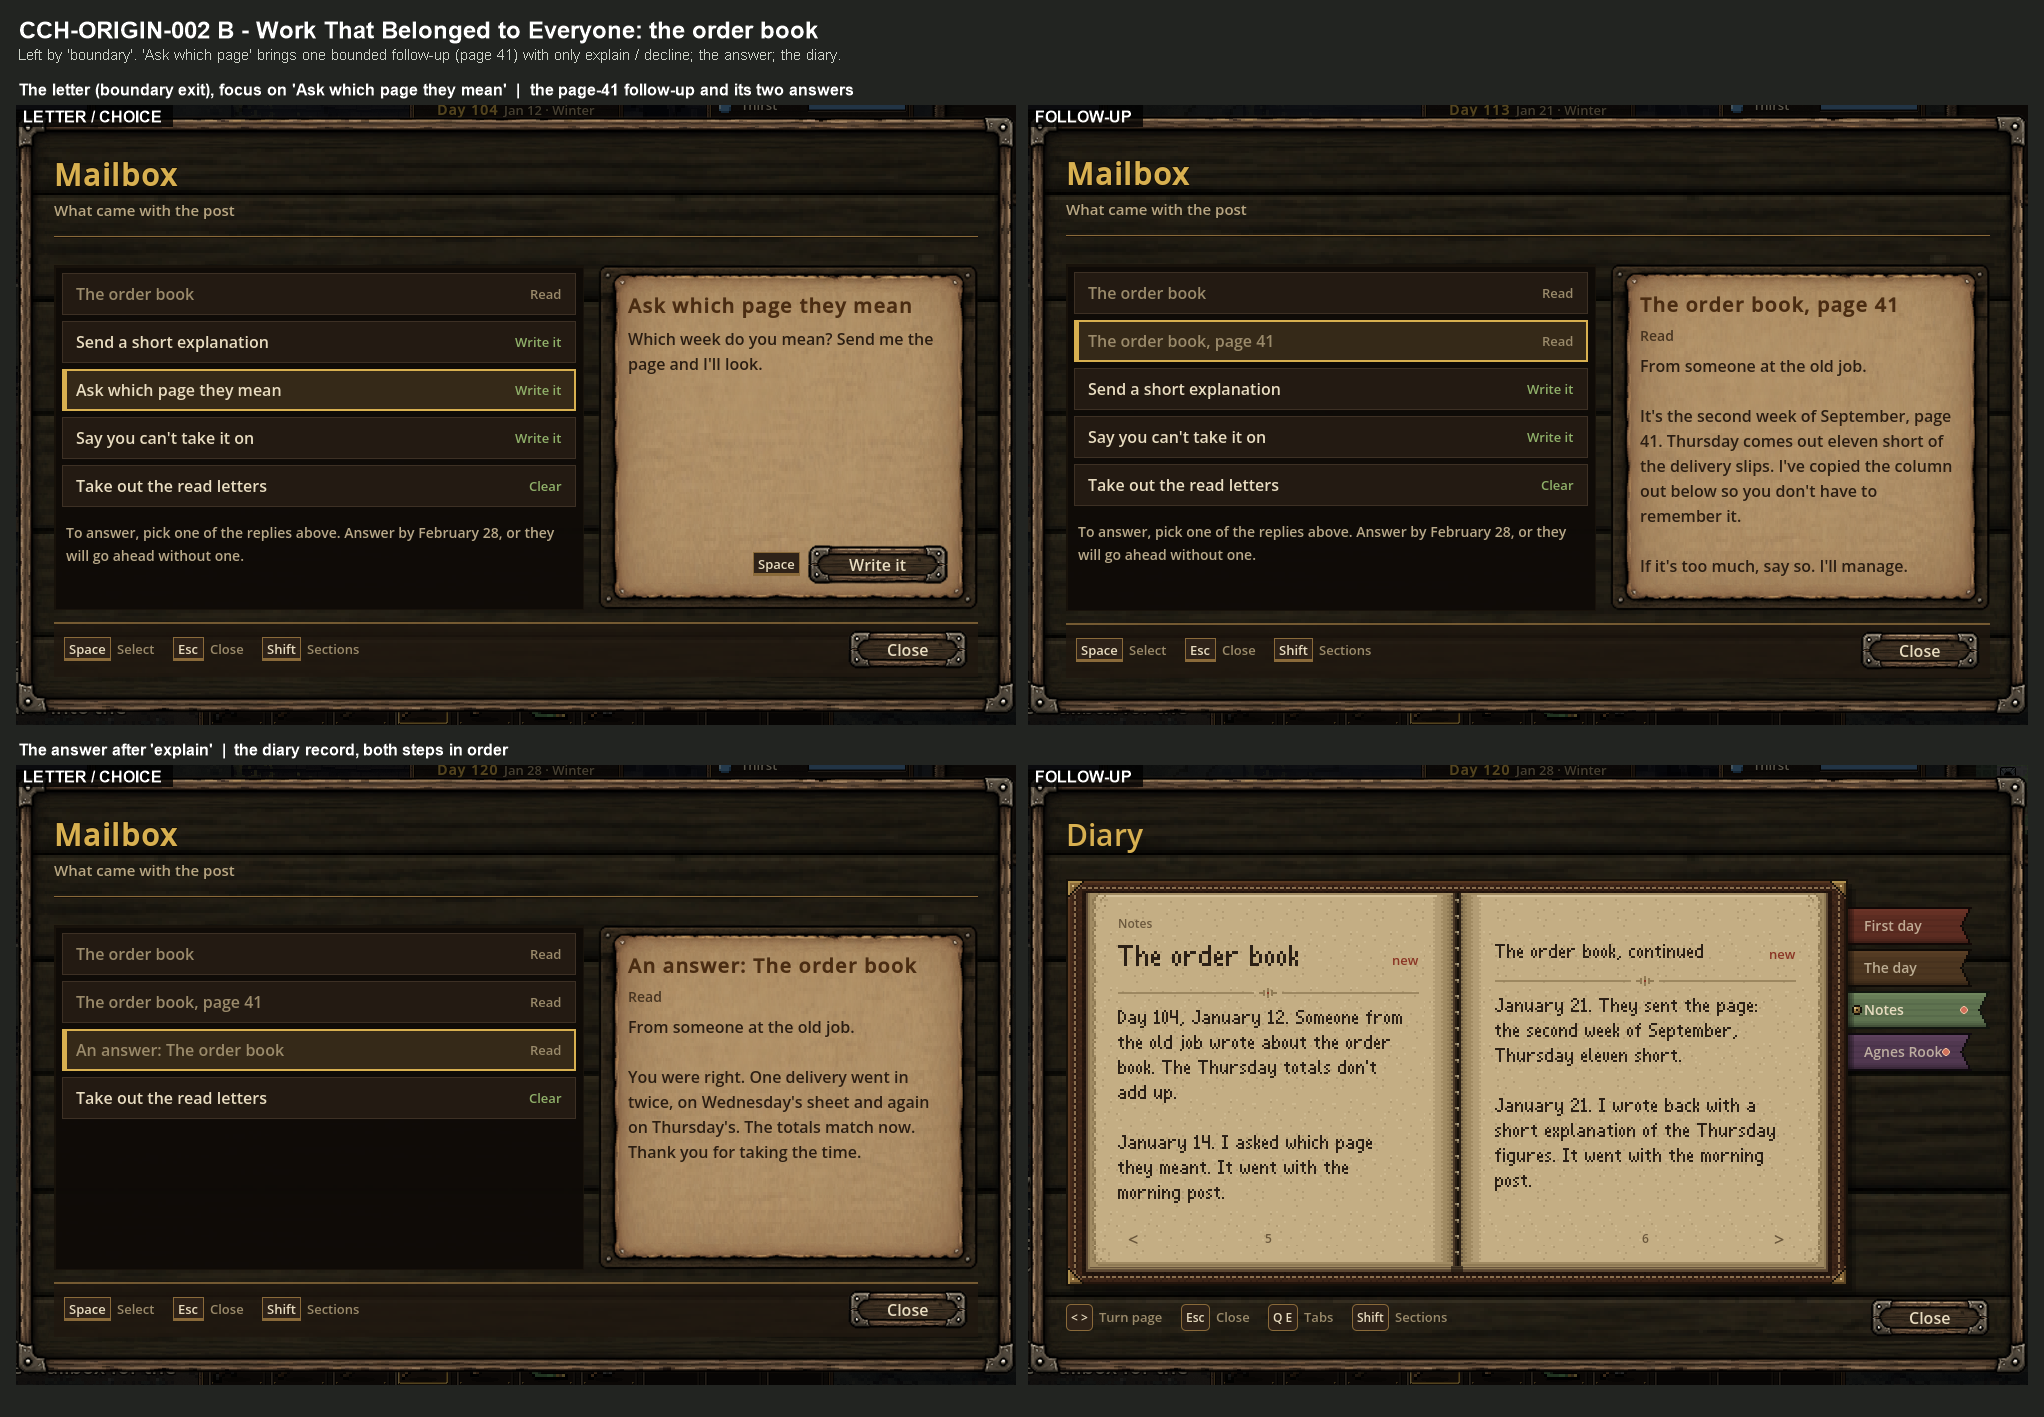 CCH-ORIGIN-002 B - Work That Belonged to Everyone: the order book
Left by 'boundary'. 'Ask which page' brings one bounded follow-up (page 41) with only explain / decline; the answer; the diary.
The letter (boundary exit), focus on 'Ask which page they mean' | the page-41 follow-up and its two answers
LETTER / CHOICE
Day 104 Jan 12 · Winter
Thirst
Mailbox
What came with the post
The order book Read
Send a short explanation Write it
Ask which page they mean Write it
Say you can't take it on Write it
Take out the read letters Clear
To answer, pick one of the replies above. Answer by February 28, or they
will go ahead without one.
Ask which page they mean
Which week do you mean? Send me the
page and I'll look.
Space Write it
Space Select Esc Close Shift Sections
Close
FOLLOW-UP
Day 113 Jan 21 · Winter
Thirst
Mailbox
What came with the post
The order book Read
The order book, page 41 Read
Send a short explanation Write it
Say you can't take it on Write it
Take out the read letters Clear
To answer, pick one of the replies above. Answer by February 28, or they
will go ahead without one.
The order book, page 41
Read
From someone at the old job.
It's the second week of September, page
41. Thursday comes out eleven short of
the delivery slips. I've copied the column
out below so you don't have to
remember it.
If it's too much, say so. I'll manage.
Space Select Esc Close Shift Sections
Close
The answer after 'explain' | the diary record, both steps in order
LETTER / CHOICE
Day 120 Jan 28 · Winter
Thirst
Mailbox
What came with the post
The order book Read
The order book, page 41 Read
An answer: The order book Read
Take out the read letters Clear
An answer: The order book
Read
From someone at the old job.
You were right. One delivery went in
twice, on Wednesday's sheet and again
on Thursday's. The totals match now.
Thank you for taking the time.
Space Select Esc Close Shift Sections
Close
FOLLOW-UP
Day 120 Jan 28 · Winter
Thirst
Diary
Notes
The order book new
Day 104, January 12. Someone from
the old job wrote about the order
book. The Thursday totals don't
add up.
January 14. I asked which page
they meant. It went with the
morning post.
< 5
The order book, continued new
January 21. They sent the page:
the second week of September,
Thursday eleven short.
January 21. I wrote back with a
short explanation of the Thursday
figures. It went with the morning
post.
6 >
First day
The day
Notes
Agnes Rook
< > Turn page Esc Close Q E Tabs Shift Sections
Close